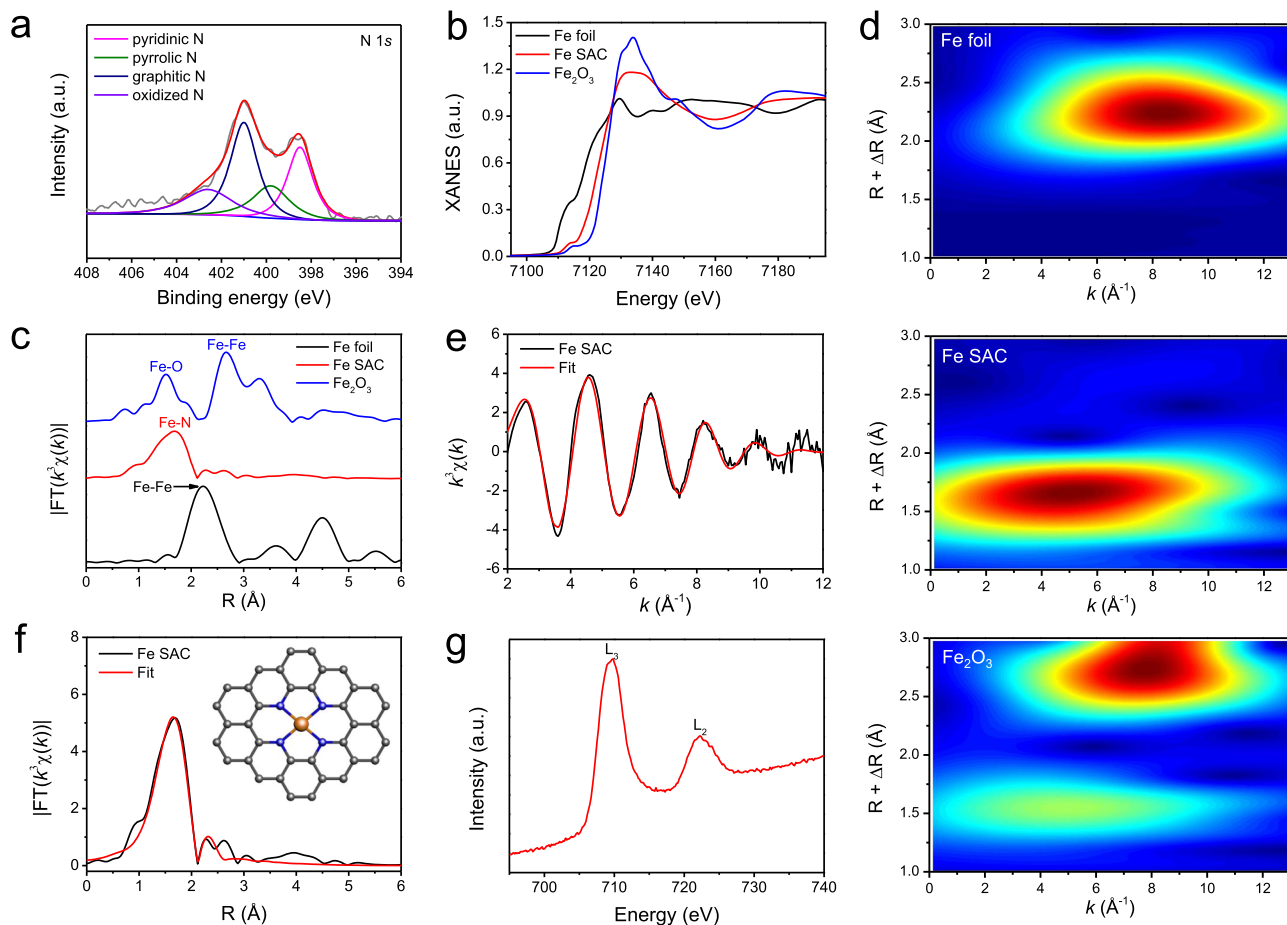 a
pyridinic N
pyrrolic N
graphitic N
oxidized N
N 1s
Intensity (a.u.)
408 406 404 402 400 398 396 394
Binding energy (eV)
b
Fe foil
Fe SAC
Fe₂O₃
XANES (a.u.)
1.5
1.2
0.9
0.6
0.3
0.0
7100 7120 7140 7160 7180
Energy (eV)
d
Fe foil
R + ΔR (Å)
3.0
2.5
2.0
1.5
1.0
0 2 4 6 8 10 12
k (Å⁻¹)
c
Fe-Fe
Fe-O
Fe foil
Fe SAC
Fe₂O₃
Fe-N
Fe-Fe
|FT(k³χ(k))|
0 1 2 3 4 5 6
R (Å)
e
Fe SAC
Fit
k³χ(k)
6
4
2
0
-2
-4
-6
2 4 6 8 10 12
k (Å⁻¹)
Fe SAC
R + ΔR (Å)
3.0
2.5
2.0
1.5
1.0
0 2 4 6 8 10 12
k (Å⁻¹)
f
Fe SAC
Fit
|FT(k³χ(k))|
8
6
4
2
0
0 1 2 3 4 5 6
R (Å)
g
L₃
L₂
Intensity (a.u.)
700 710 720 730 740
Energy (eV)
Fe₂O₃
R + ΔR (Å)
3.0
2.5
2.0
1.5
1.0
0 2 4 6 8 10 12
k (Å⁻¹)